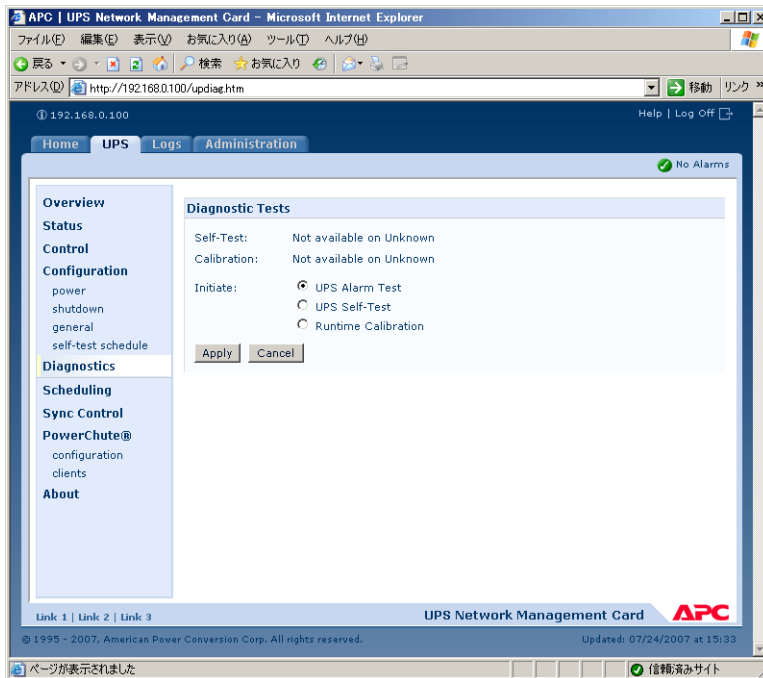 APC | UPS Network Management Card - Microsoft Internet Explorer
ファイル(F) 編集(E) 表示(V) お気に入り(A) ツール(T) ヘルプ(H)
戻る 検索 お気に入り
アドレス(D) http://192.168.0.100/updiag.htm 移動 リンク »
192.168.0.100 Help | Log Off
Home UPS Logs Administration
No Alarms
Overview
Status
Control
Configuration
power
shutdown
general
self-test schedule
Diagnostics
Scheduling
Sync Control
PowerChute®
configuration
clients
About
Diagnostic Tests
Self-Test: Not available on Unknown
Calibration: Not available on Unknown
Initiate: UPS Alarm Test
UPS Self-Test
Runtime Calibration
Apply Cancel
Link 1 | Link 2 | Link 3 UPS Network Management Card APC
© 1995 - 2007, American Power Conversion Corp. All rights reserved. Updated: 07/24/2007 at 15:33
ページが表示されました 信頼済みサイト